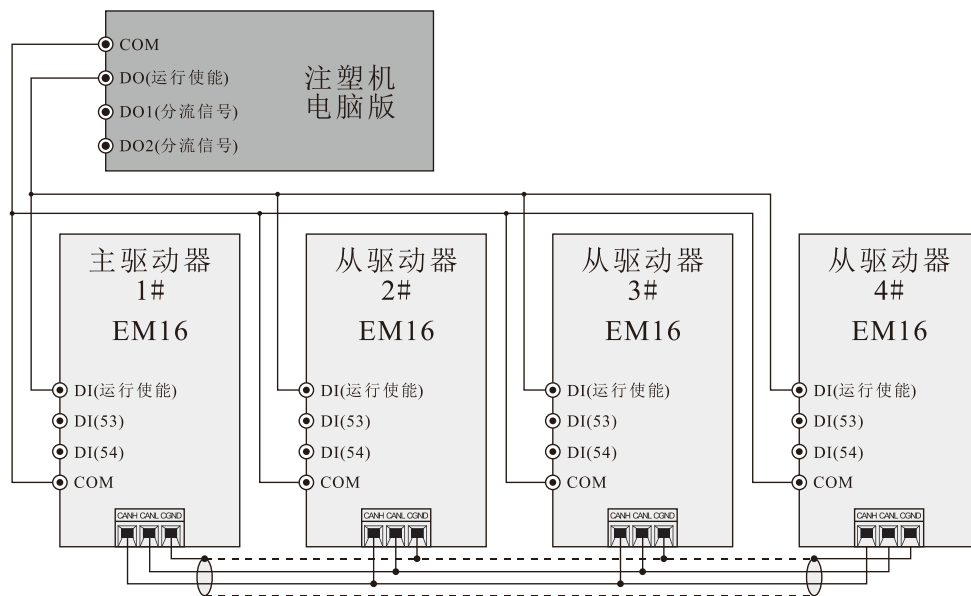 COM
DO(运行使能)
DO1(分流信号)
DO2(分流信号)
注塑机
电脑版
主驱动器
1#
EM16
DI(运行使能)
DI(53)
DI(54)
COM
CANH CANL CGND
从驱动器
2#
EM16
DI(运行使能)
DI(53)
DI(54)
COM
CANH CANL CGND
从驱动器
3#
EM16
DI(运行使能)
DI(53)
DI(54)
COM
CANH CANL CGND
从驱动器
4#
EM16
DI(运行使能)
DI(53)
DI(54)
COM
CANH CANL CGND